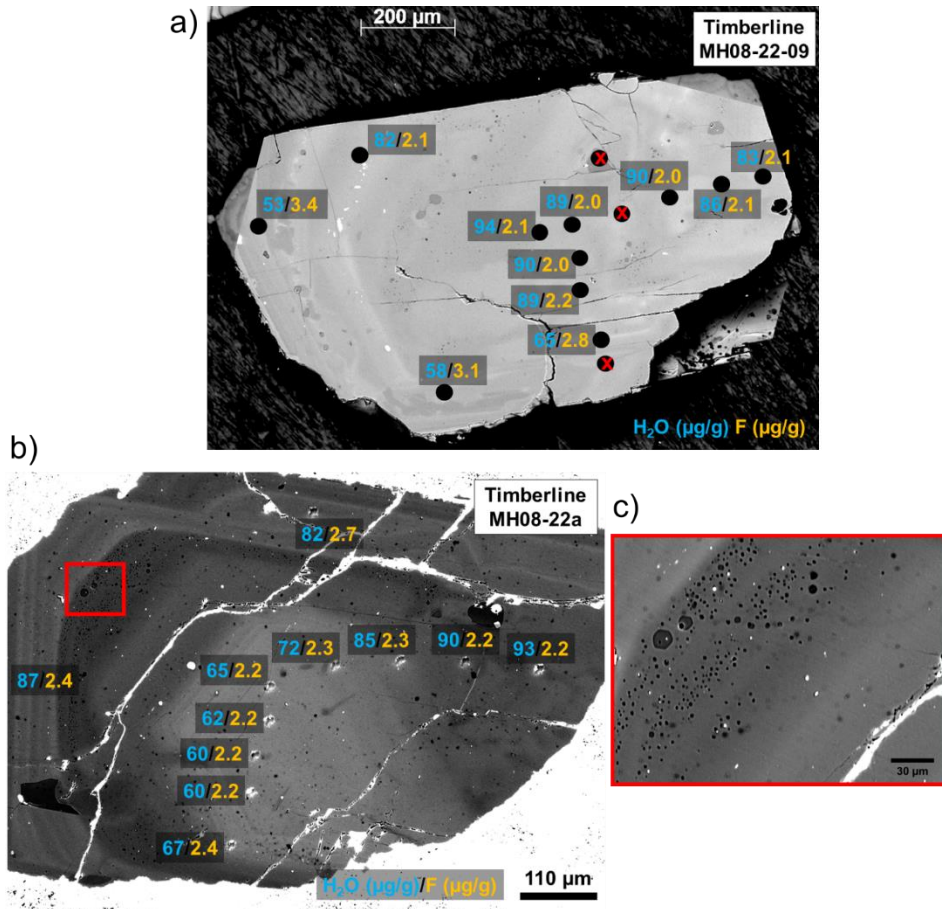 a)
200 µm
Timberline
MH08-22-09
82/2.1
X
90/2.0
83/2.1
53/3.4
89/2.0
X
86/2.1
94/2.1
90/2.0
89/2.2
65/2.8
X
58/3.1
H₂O (µg/g) F (µg/g)
b)
Timberline
MH08-22a
82/2.7
72/2.3
85/2.3
90/2.2
93/2.2
65/2.2
87/2.4
62/2.2
60/2.2
60/2.2
67/2.4
H₂O (µg/g)/F (µg/g)
110 µm
c)
30 µm